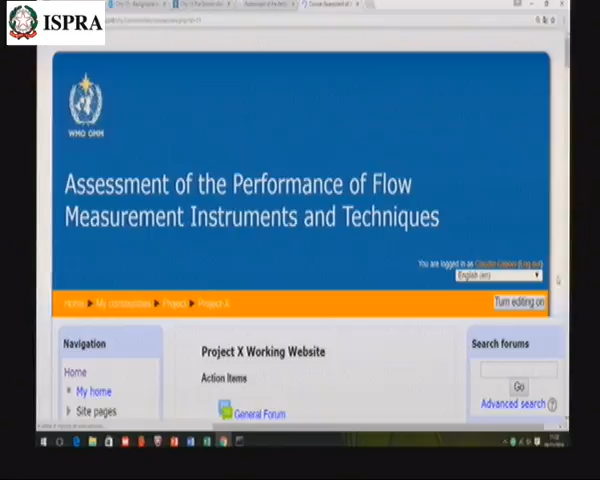 ISPRA
WMO OMM
Assessment of the Performance of Flow
Measurement Instruments and Techniques
You are logged in as
English (en)
Home ▶ My communities ▶ Project ▶ Project X
Turn editing on
Navigation
Home
My home
Site pages
Project X Working Website
Action Items
General Forum
Search forums
Go
Advanced search